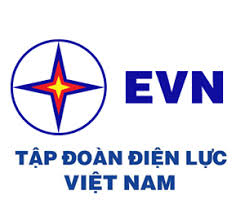 EVN
TẬP ĐOÀN ĐIỆN LỰC
VIỆT NAM